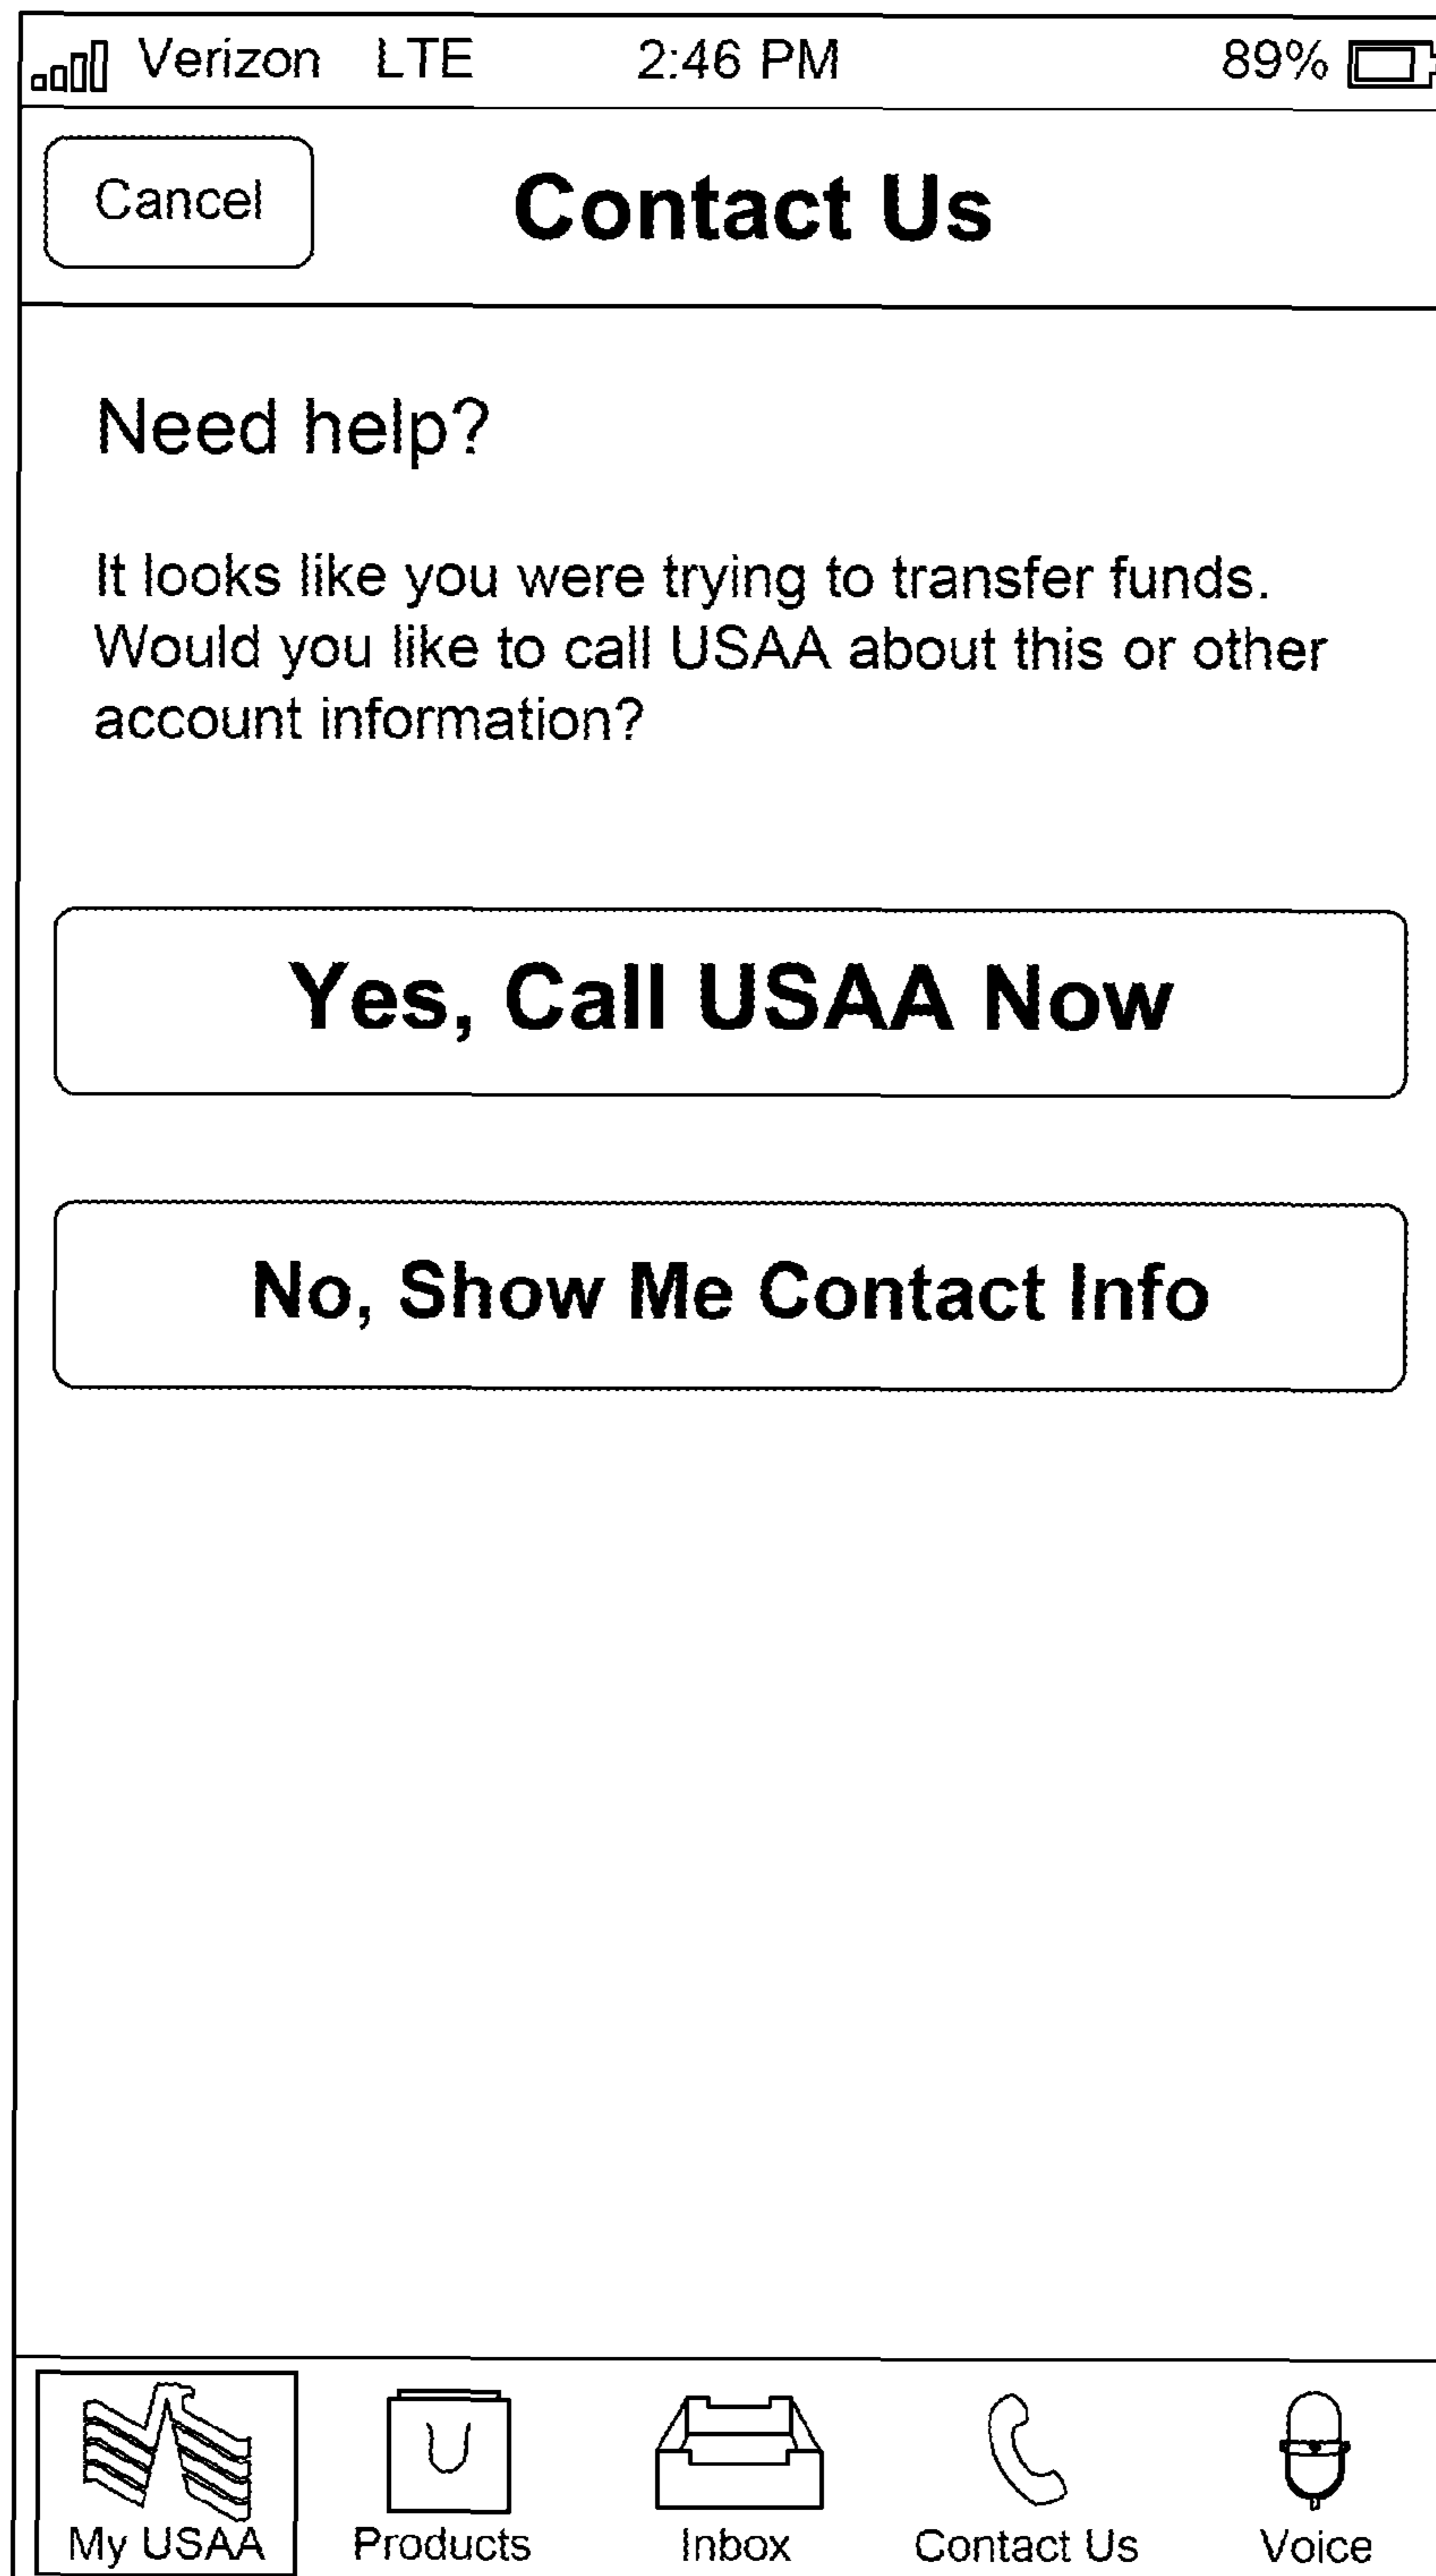 Verizon LTE 2:46 PM 89%
Cancel Contact Us
Need help?
It looks like you were trying to transfer funds.
Would you like to call USAA about this or other
account information?
Yes, Call USAA Now
No, Show Me Contact Info
My USAA Products Inbox Contact Us Voice